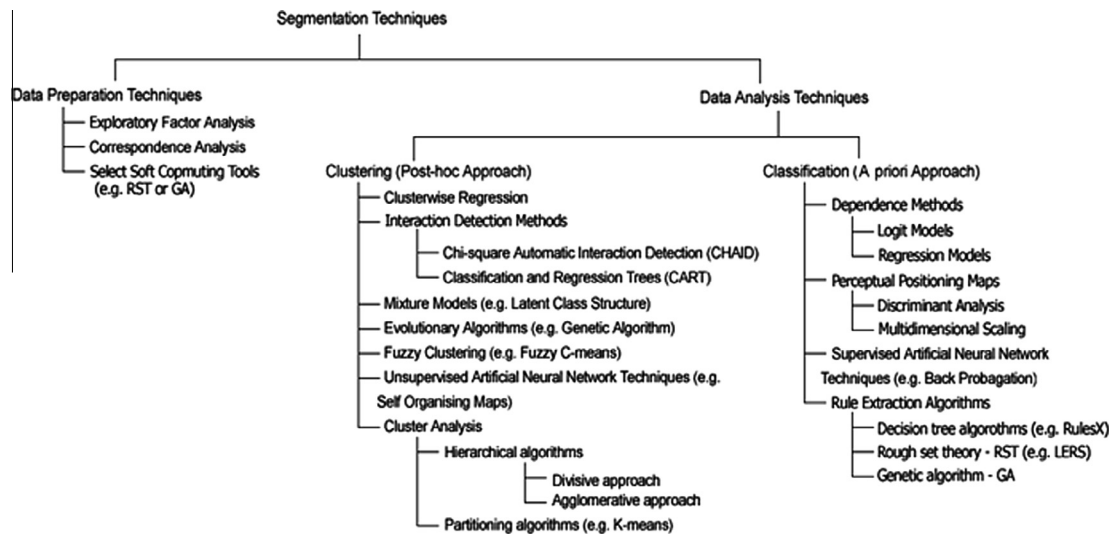 Segmentation Techniques
Data Preparation Techniques
Exploratory Factor Analysis
Correspondence Analysis
Select Soft Copmuting Tools
(e.g. RST or GA)
Data Analysis Techniques
Clustering (Post-hoc Approach)
Clusterwise Regression
Interaction Detection Methods
Chi-square Automatic Interaction Detection (CHAID)
Classification and Regression Trees (CART)
Mixture Models (e.g. Latent Class Structure)
Evolutionary Algorithms (e.g. Genetic Algorithm)
Fuzzy Clustering (e.g. Fuzzy C-means)
Unsupervised Artificial Neural Network Techniques (e.g.
Self Organising Maps)
Cluster Analysis
Hierarchical algorithms
Divisive approach
Agglomerative approach
Partitioning algorithms (e.g. K-means)
Classification (A priori Approach)
Dependence Methods
Logit Models
Regression Models
Perceptual Positioning Maps
Discriminant Analysis
Multidimensional Scaling
Supervised Artificial Neural Network
Techniques (e.g. Back Probagation)
Rule Extraction Algorithms
Decision tree algorothms (e.g. RulesX)
Rough set theory - RST (e.g. LERS)
Genetic algorithm - GA